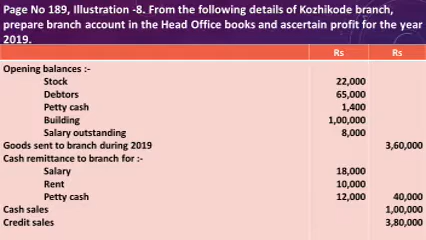 Page No 189, Illustration -8. From the following details of Kozhikode branch,
prepare branch account in the Head Office books and ascertain profit for the year
2019.
Rs Rs
Opening balances :-
Stock 22,000
Debtors 65,000
Petty cash 1,400
Building 1,00,000
Salary outstanding 8,000
Goods sent to branch during 2019 3,60,000
Cash remittance to branch for :-
Salary 18,000
Rent 10,000
Petty cash 12,000 40,000
Cash sales 1,00,000
Credit sales 3,80,000